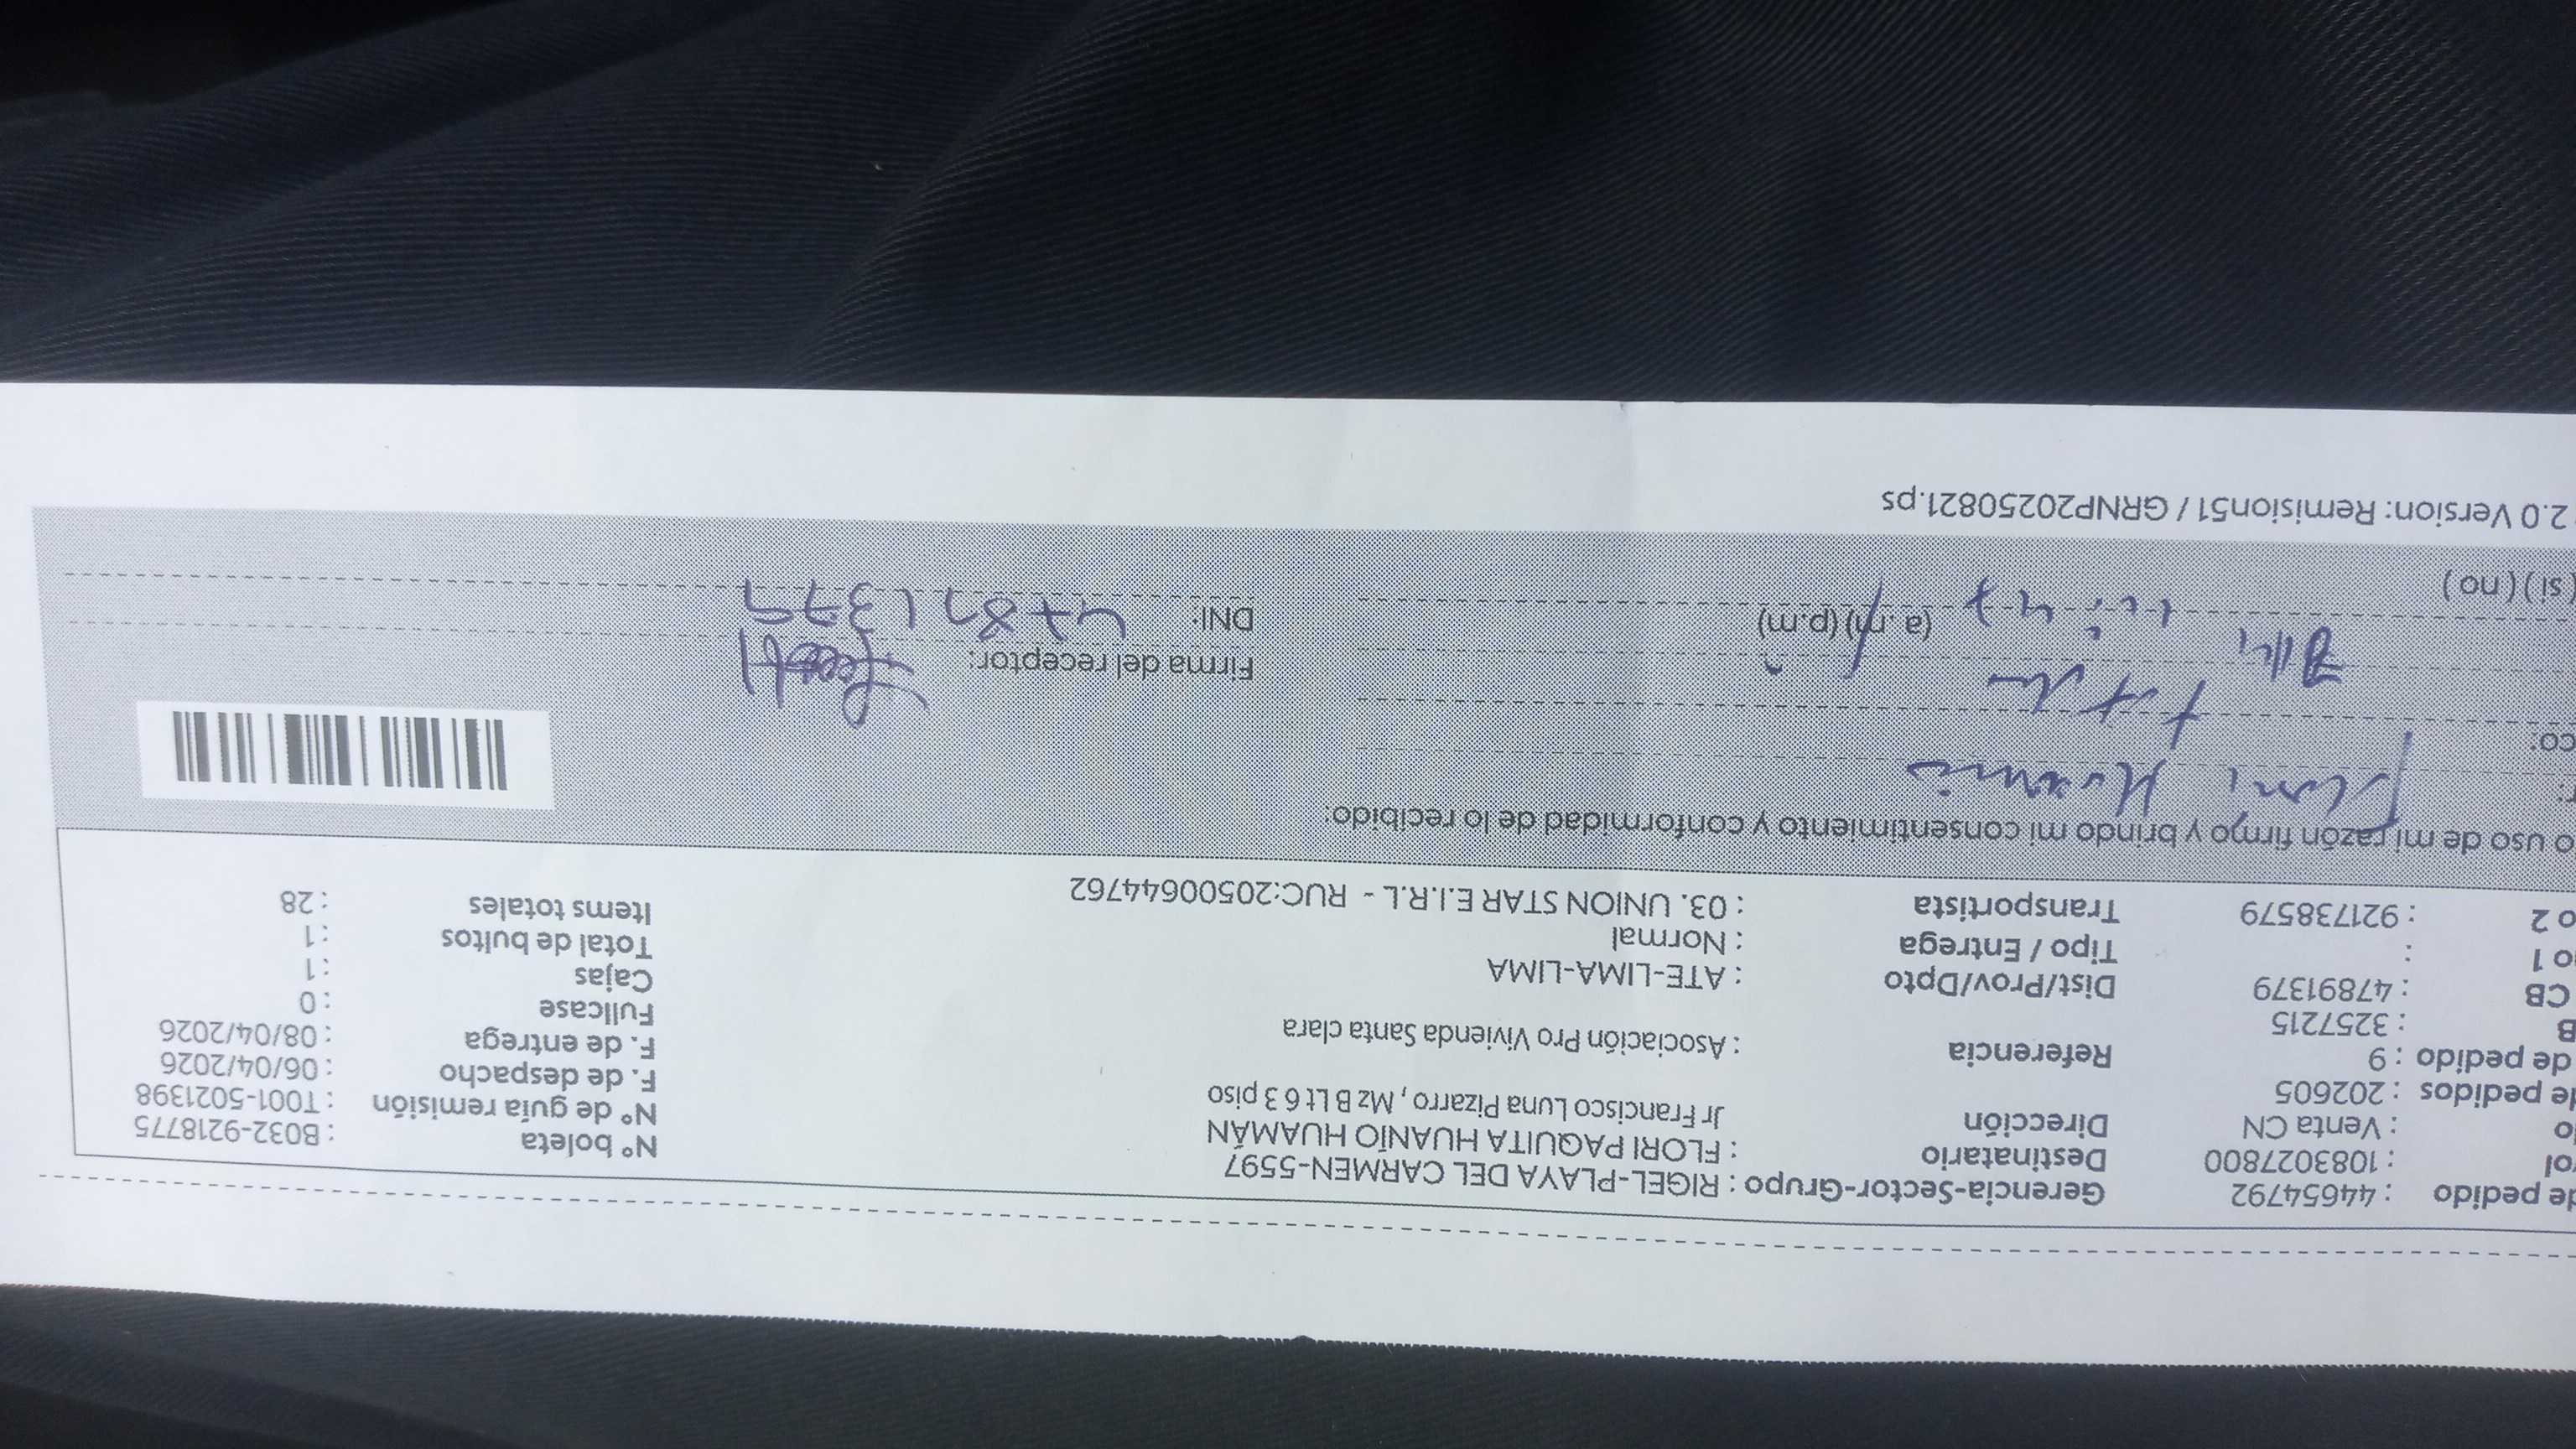 de pedido : 44654792 Gerencia-Sector-Grupo : RIGEL-PLAYA DEL CARMEN-5597 Nº boleta : B032-9218775
rol : 1083027800 Destinatario : FLORI PAQUITA HUANÍO HUAMÁN Nº de guía remisión : T001-5021398
o : Venta CN Dirección Jr Francisco Luna Pizarro , Mz B Lt 6 3 piso F. de despacho : 06/04/2026
de pedidos : 202605 F. de entrega : 08/04/2026
de pedido : 9 Referencia : Asociación Pro Vivienda Santa clara Fullcase : 0
B : 3257215 Cajas : 1
CB : 47891379 Dist/Prov/Dpto : ATE-LIMA-LIMA Total de bultos : 1
o 1 : Tipo / Entrega : Normal Items totales : 28
o 2 : 921738579 Transportista : 03. UNION STAR E.I.R.L - RUC:20500644762
o uso de mi razón firmo y brindo mi consentimiento y conformidad de lo recibido:
r: Flori Huanio
co: Firma del receptor:
(a .m) (p.m) DNI: 47891379
( si ) ( no )
2.0 Version: Remision51 / GRNP20250821.ps